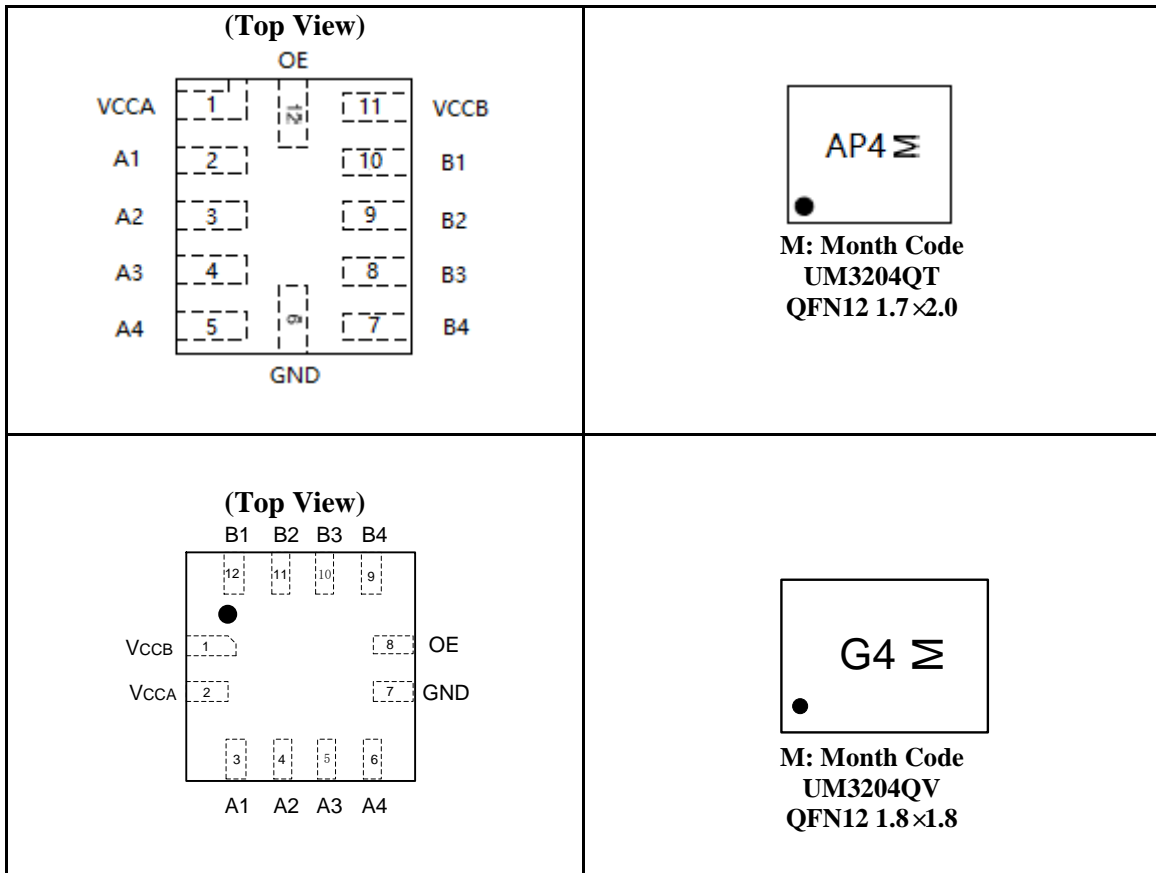 (Top View)
OE
VCCA 1 12 11 VCCB
A1 2 10 B1
A2 3 9 B2
A3 4 8 B3
A4 5 6 7 B4
GND
AP4 M
M: Month Code
UM3204QT
QFN12 1.7×2.0
(Top View)
B1 B2 B3 B4
12 11 10 9
VCCB 1 8 OE
VCCA 2 7 GND
3 4 5 6
A1 A2 A3 A4
G4 M
M: Month Code
UM3204QV
QFN12 1.8×1.8